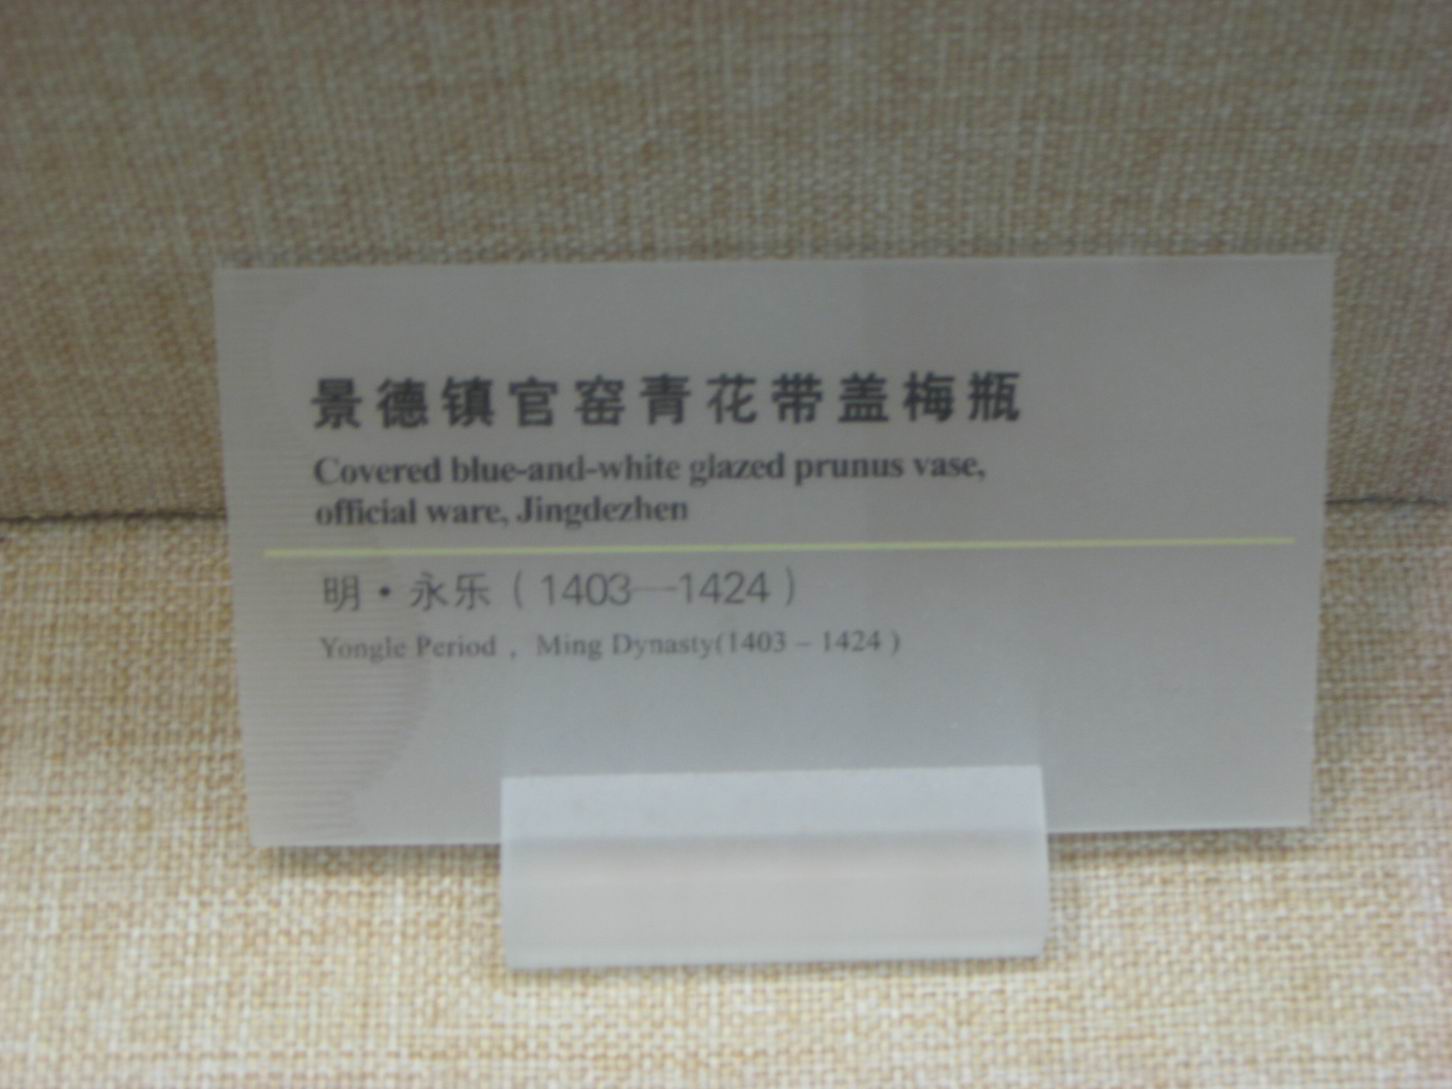 景德镇官窑青花带盖梅瓶
Covered blue-and-white glazed prunus vase,
official ware, Jingdezhen
明·永乐（1403—1424）
Yongle Period , Ming Dynasty(1403 – 1424 )